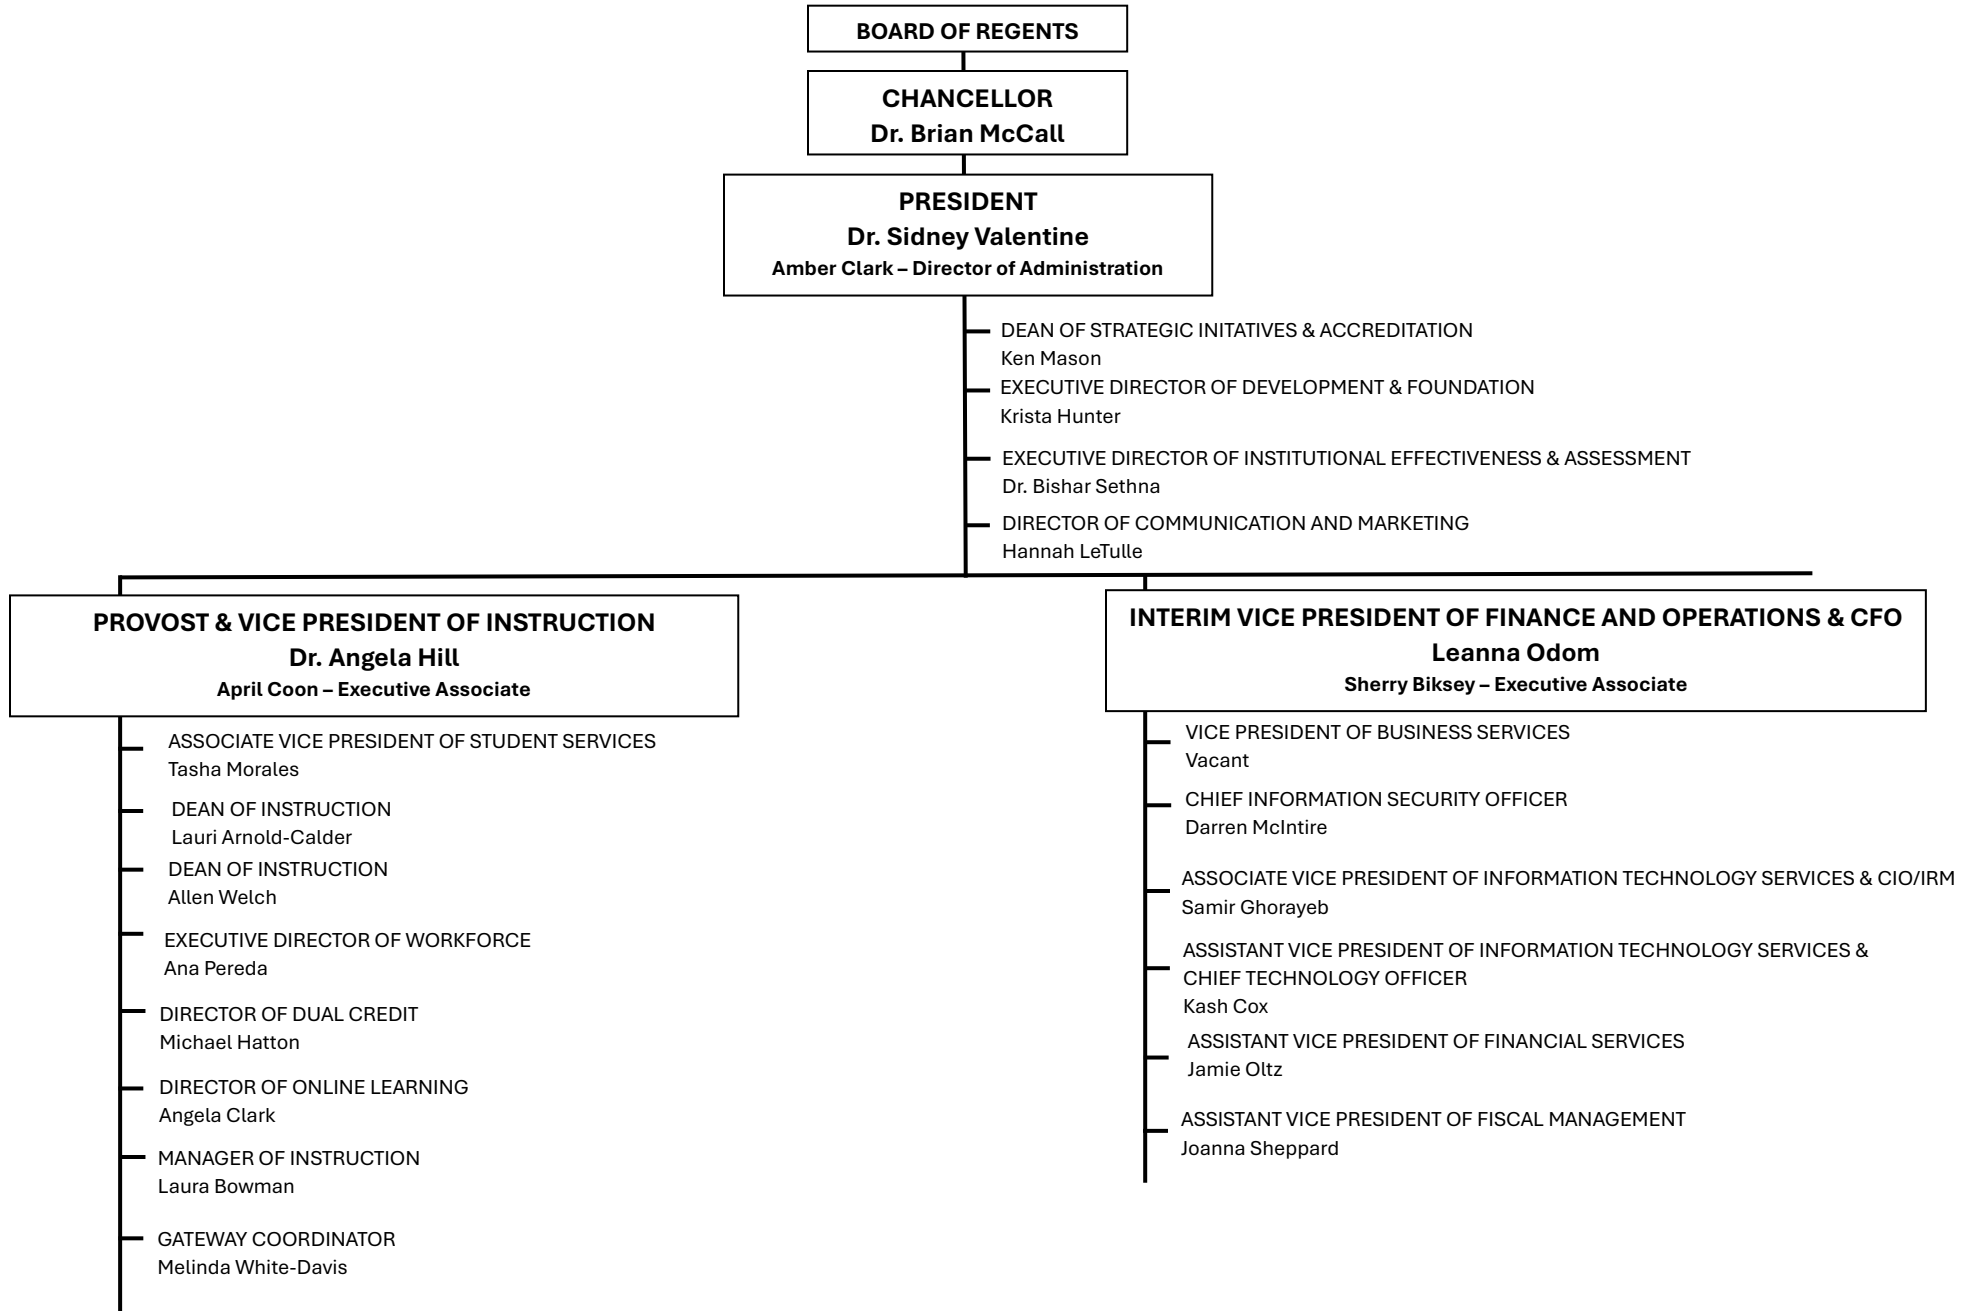 BOARD OF REGENTS
CHANCELLOR
Dr. Brian McCall
PRESIDENT
Dr. Sidney Valentine
Amber Clark – Director of Administration
DEAN OF STRATEGIC INITATIVES & ACCREDITATION
Ken Mason
EXECUTIVE DIRECTOR OF DEVELOPMENT & FOUNDATION
Krista Hunter
EXECUTIVE DIRECTOR OF INSTITUTIONAL EFFECTIVENESS & ASSESSMENT
Dr. Bishar Sethna
DIRECTOR OF COMMUNICATION AND MARKETING
Hannah LeTulle
PROVOST & VICE PRESIDENT OF INSTRUCTION
Dr. Angela Hill
April Coon – Executive Associate
ASSOCIATE VICE PRESIDENT OF STUDENT SERVICES
Tasha Morales
DEAN OF INSTRUCTION
Lauri Arnold-Calder
DEAN OF INSTRUCTION
Allen Welch
EXECUTIVE DIRECTOR OF WORKFORCE
Ana Pereda
DIRECTOR OF DUAL CREDIT
Michael Hatton
DIRECTOR OF ONLINE LEARNING
Angela Clark
MANAGER OF INSTRUCTION
Laura Bowman
GATEWAY COORDINATOR
Melinda White-Davis
INTERIM VICE PRESIDENT OF FINANCE AND OPERATIONS & CFO
Leanna Odom
Sherry Biksey – Executive Associate
VICE PRESIDENT OF BUSINESS SERVICES
Vacant
CHIEF INFORMATION SECURITY OFFICER
Darren McIntire
ASSOCIATE VICE PRESIDENT OF INFORMATION TECHNOLOGY SERVICES & CIO/IRM
Samir Ghorayeb
ASSISTANT VICE PRESIDENT OF INFORMATION TECHNOLOGY SERVICES &
CHIEF TECHNOLOGY OFFICER
Kash Cox
ASSISTANT VICE PRESIDENT OF FINANCIAL SERVICES
Jamie Oltz
ASSISTANT VICE PRESIDENT OF FISCAL MANAGEMENT
Joanna Sheppard